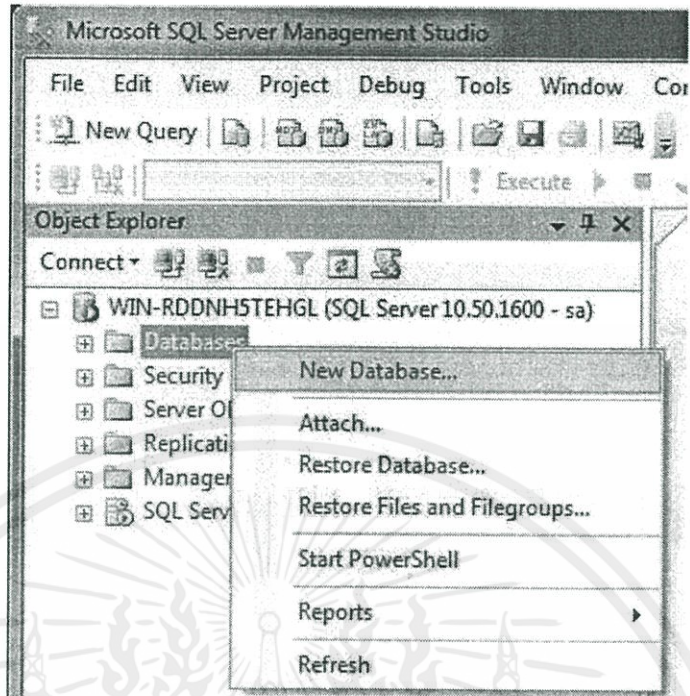 Microsoft SQL Server Management Studio
File Edit View Project Debug Tools Window Co
New Query
Execute
Object Explorer
Connect
WIN-RDDNH5TEHGL (SQL Server 10.50.1600 - sa)
Databases
New Database...
Security
Attach...
Server O
Replicati
Restore Database...
Manager
Restore Files and Filegroups...
SQL Serv
Start PowerShell
Reports
Refresh